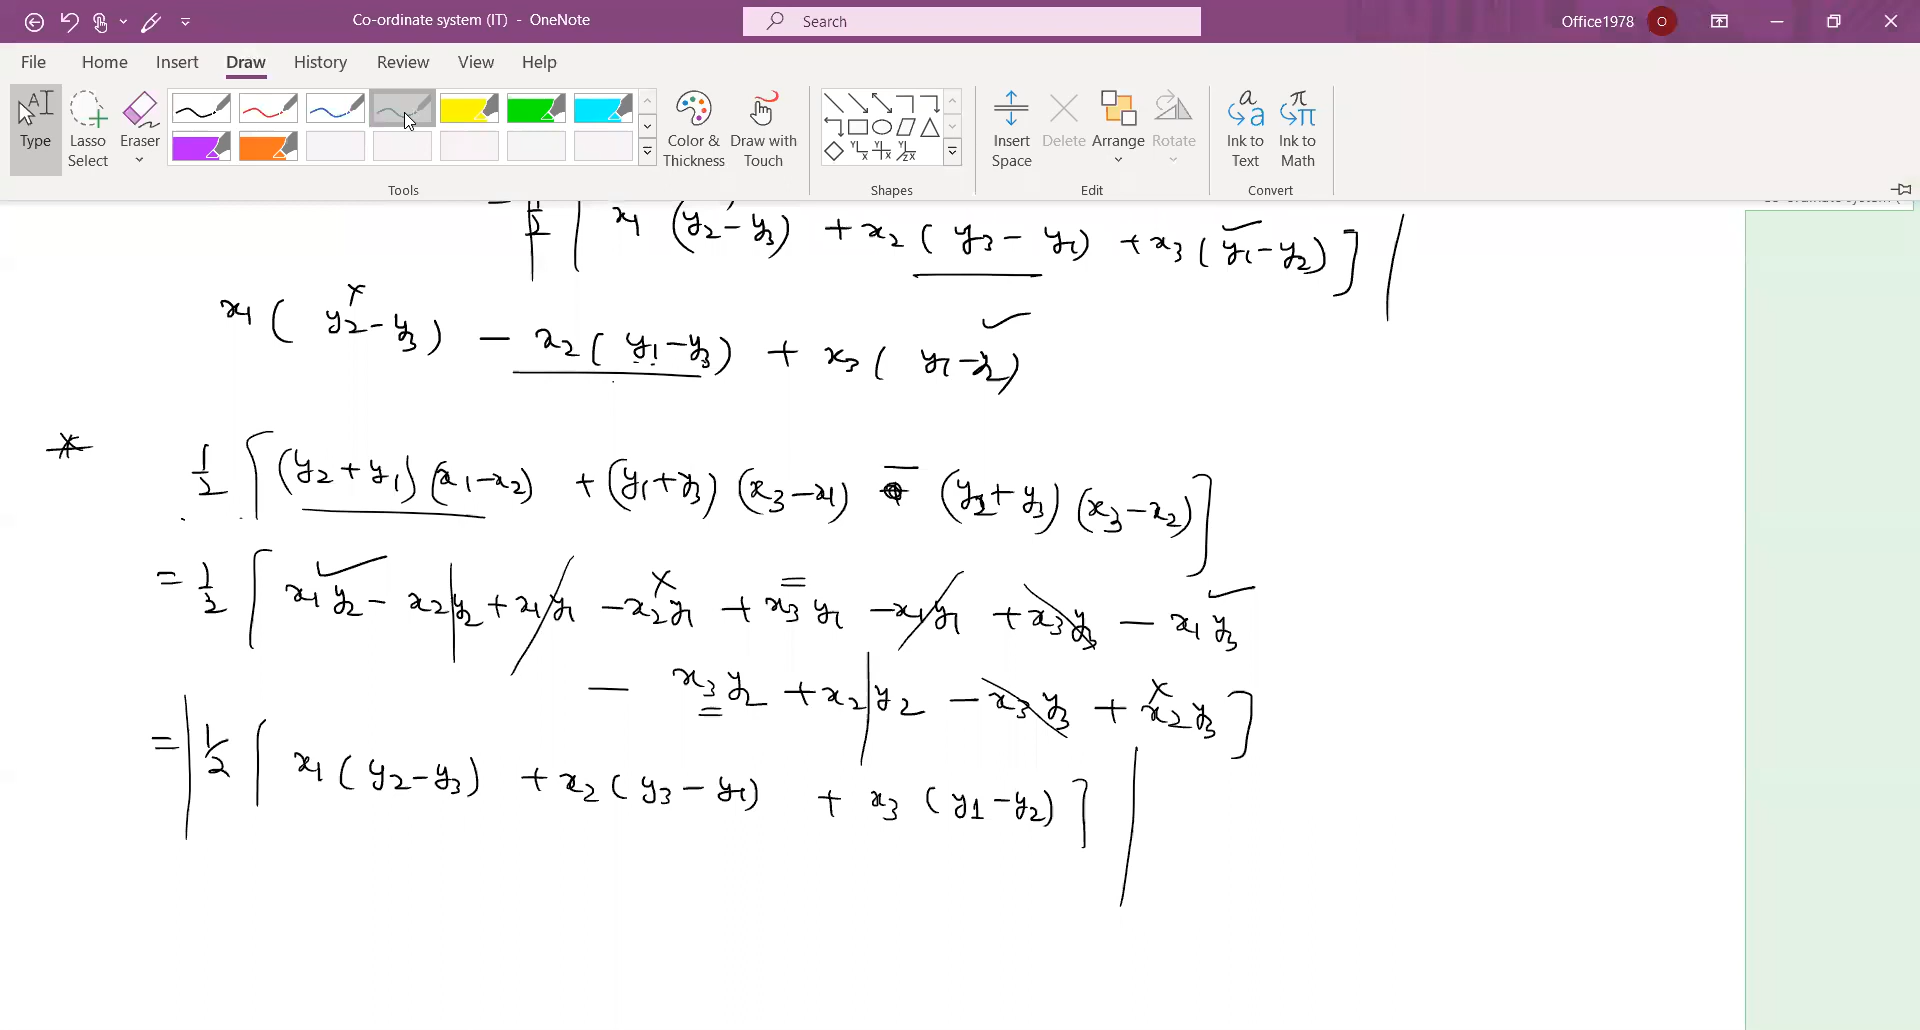 Co-ordinate system (IT) - OneNote
Search
Office1978
O
File Home Insert Draw History Review View Help
Type
Lasso Select
Eraser
Color & Thickness
Draw with Touch
Insert Space
Delete
Arrange
Rotate
Ink to Text
Ink to Math
Tools
Shapes
Edit
Convert
= |1/2 [ x1 (y2 - y3) + x2 ( y3 - y1) + x3 ( y1 - y2) ]|
x1 ( y2 - y3) - x2 ( y1 - y3) + x3 ( y1 - y2)
* 1/2 [ (y2 + y1) (x1 - x2) + (y1 + y3) (x3 - x1) - (y2 + y3) (x3 - x2) ]
= 1/2 [ x1 y2 - x2 y2 + x1 y1 - x2 y1 + x3 y1 - x1 y1 + x3 y3 - x1 y3
- x3 y2 + x2 y2 - x3 y3 + x2 y3 ]
= | 1/2 [ x1 ( y2 - y3) + x2 ( y3 - y1) + x3 ( y1 - y2) ] |